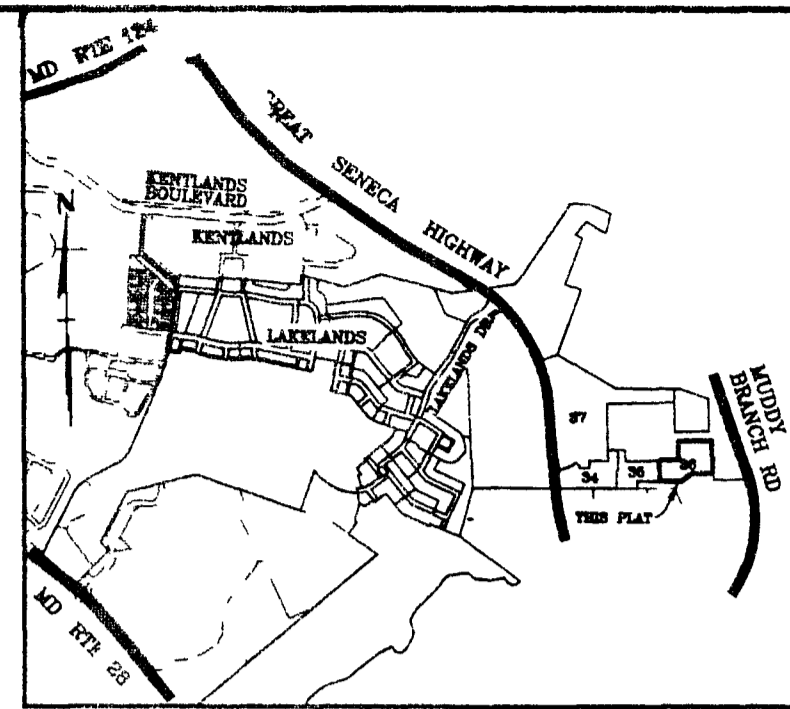 MD RTE 124
GREAT SENECA HIGHWAY
KENTLANDS
BOULEVARD
N
KENTLANDS
LAKELANDS
LAKELANDS
MUDDY
BRANCH RD
37
34
35
36
THIS PLAT
MD RTE 28